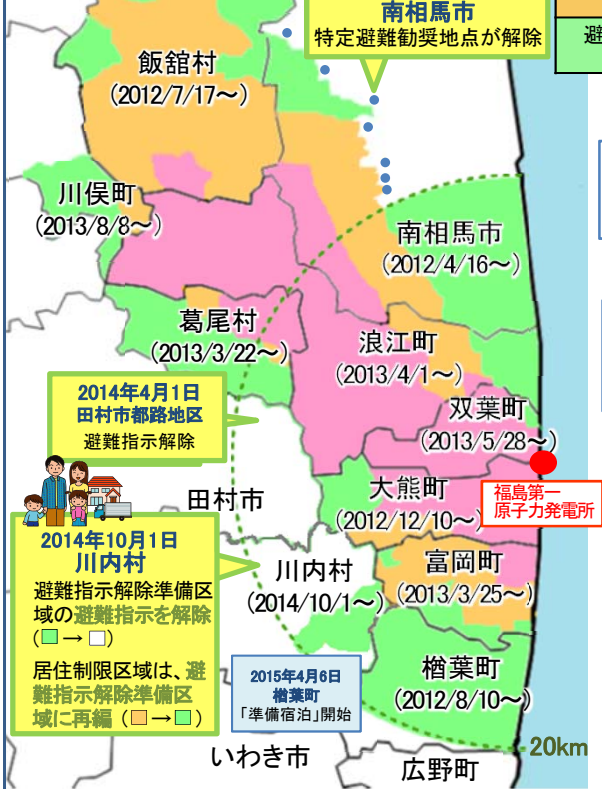 南相馬市
特定避難勧奨地点が解除
避
飯舘村
(2012/7/17～)
川俣町
(2013/8/8～)
南相馬市
(2012/4/16～)
葛尾村
(2013/3/22～)
浪江町
(2013/4/1～)
2014年4月1日
田村市都路地区
避難指示解除
双葉町
(2013/5/28～)
田村市
大熊町
(2012/12/10～)
福島第一
原子力発電所
2014年10月1日
川内村
避難指示解除準備区
域の避難指示を解除
(□→□)
居住制限区域は、避
難指示解除準備区
域に再編(□→□)
川内村
(2014/10/1～)
富岡町
(2013/3/25～)
2015年4月6日
楢葉町
「準備宿泊」開始
楢葉町
(2012/8/10～)
20km
いわき市
広野町